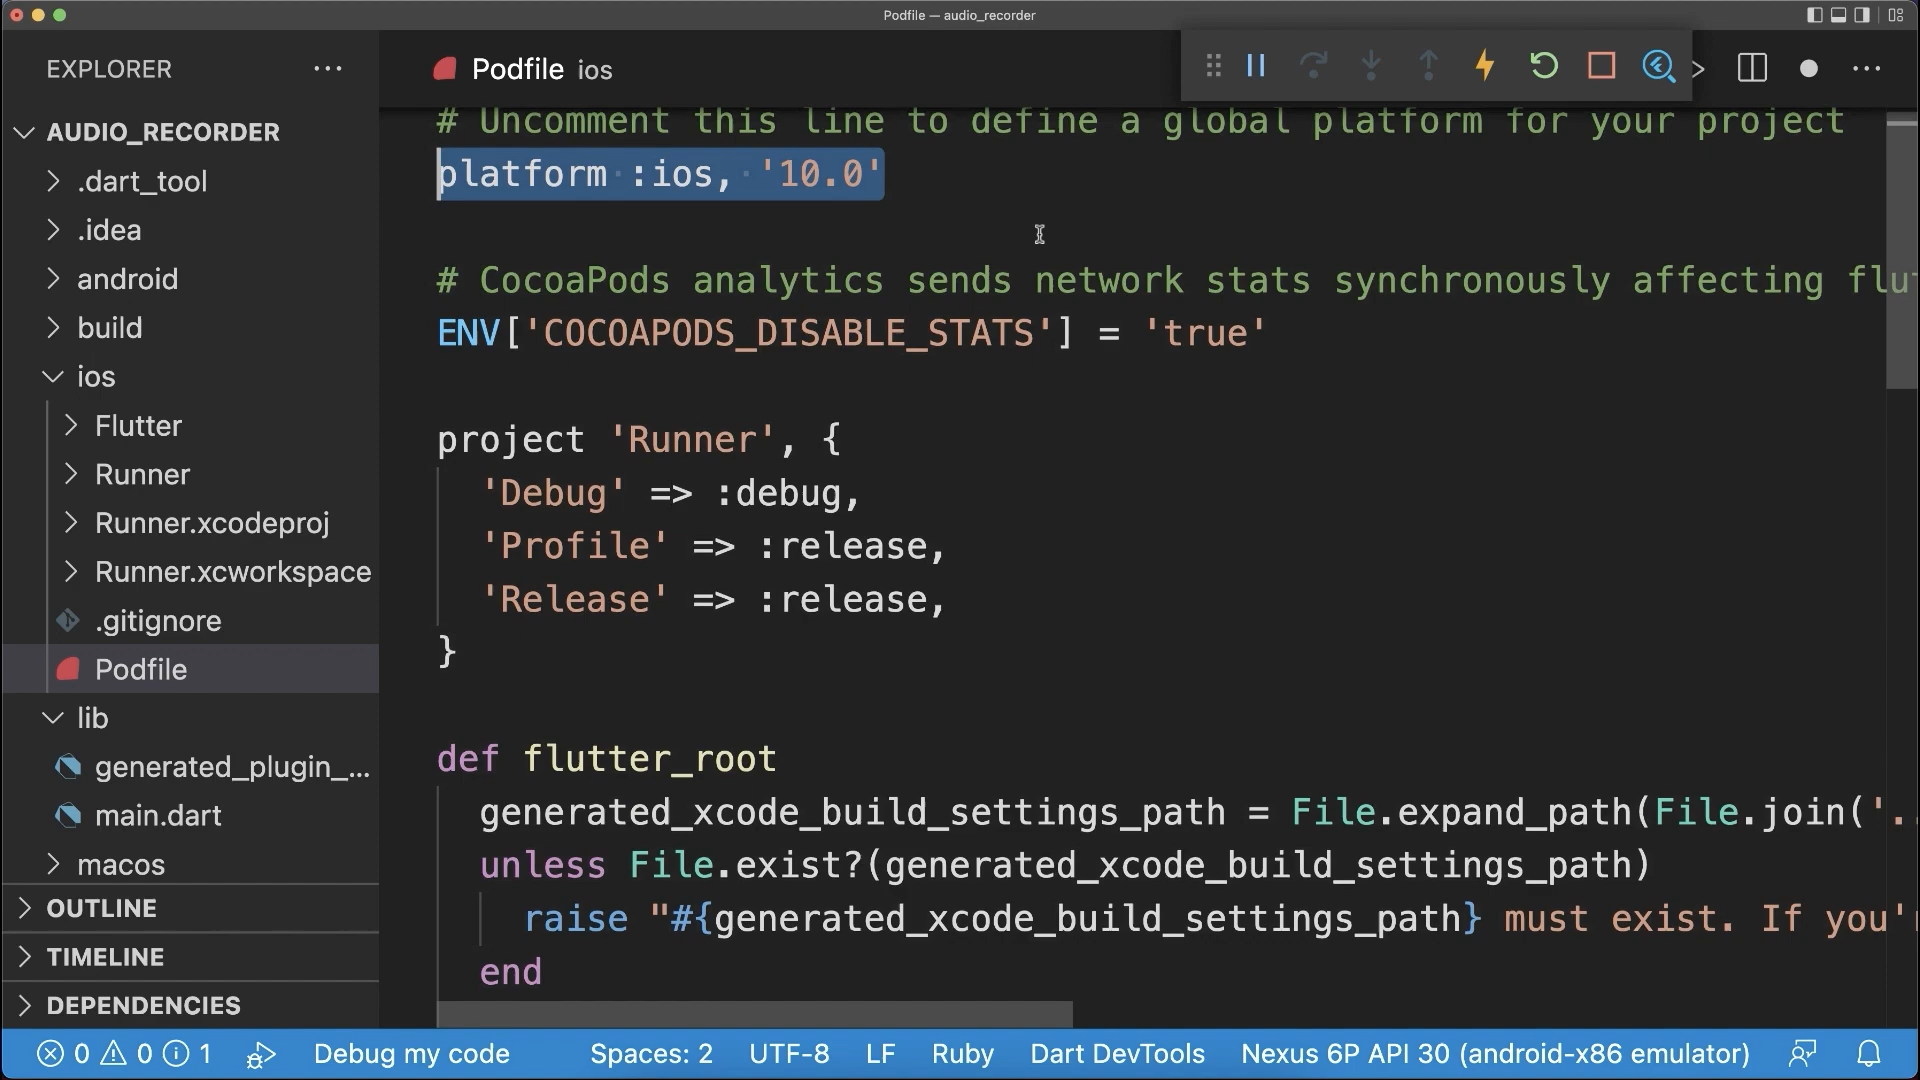 Podfile — audio_recorder
EXPLORER
Podfile ios
AUDIO_RECORDER
.dart_tool
.idea
android
build
ios
Flutter
Runner
Runner.xcodeproj
Runner.xcworkspace
.gitignore
Podfile
lib
generated_plugin_...
main.dart
macos
OUTLINE
TIMELINE
DEPENDENCIES
# Uncomment this line to define a global platform for your project
platform :ios, '10.0'
# CocoaPods analytics sends network stats synchronously affecting flut
ENV['COCOAPODS_DISABLE_STATS'] = 'true'
project 'Runner', {
'Debug' => :debug,
'Profile' => :release,
'Release' => :release,
}
def flutter_root
generated_xcode_build_settings_path = File.expand_path(File.join('..
unless File.exist?(generated_xcode_build_settings_path)
raise "#{generated_xcode_build_settings_path} must exist. If you'r
end
0 0 1 Debug my code Spaces: 2 UTF-8 LF Ruby Dart DevTools Nexus 6P API 30 (android-x86 emulator)